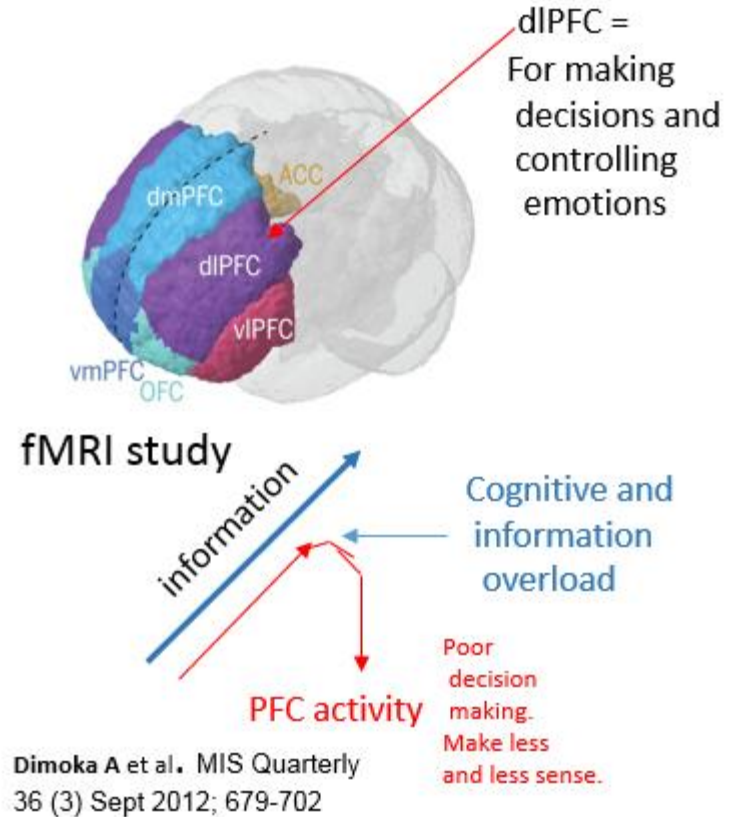 dlPFC =
For making
decisions and
controlling
emotions
ACC
dmPFC
dlPFC
vlPFC
vmPFC
OFC
fMRI study
information
Cognitive and
information
overload
PFC activity
Poor
decision
making.
Make less
and less sense.
Dimoka A et al. MIS Quarterly
36 (3) Sept 2012; 679-702